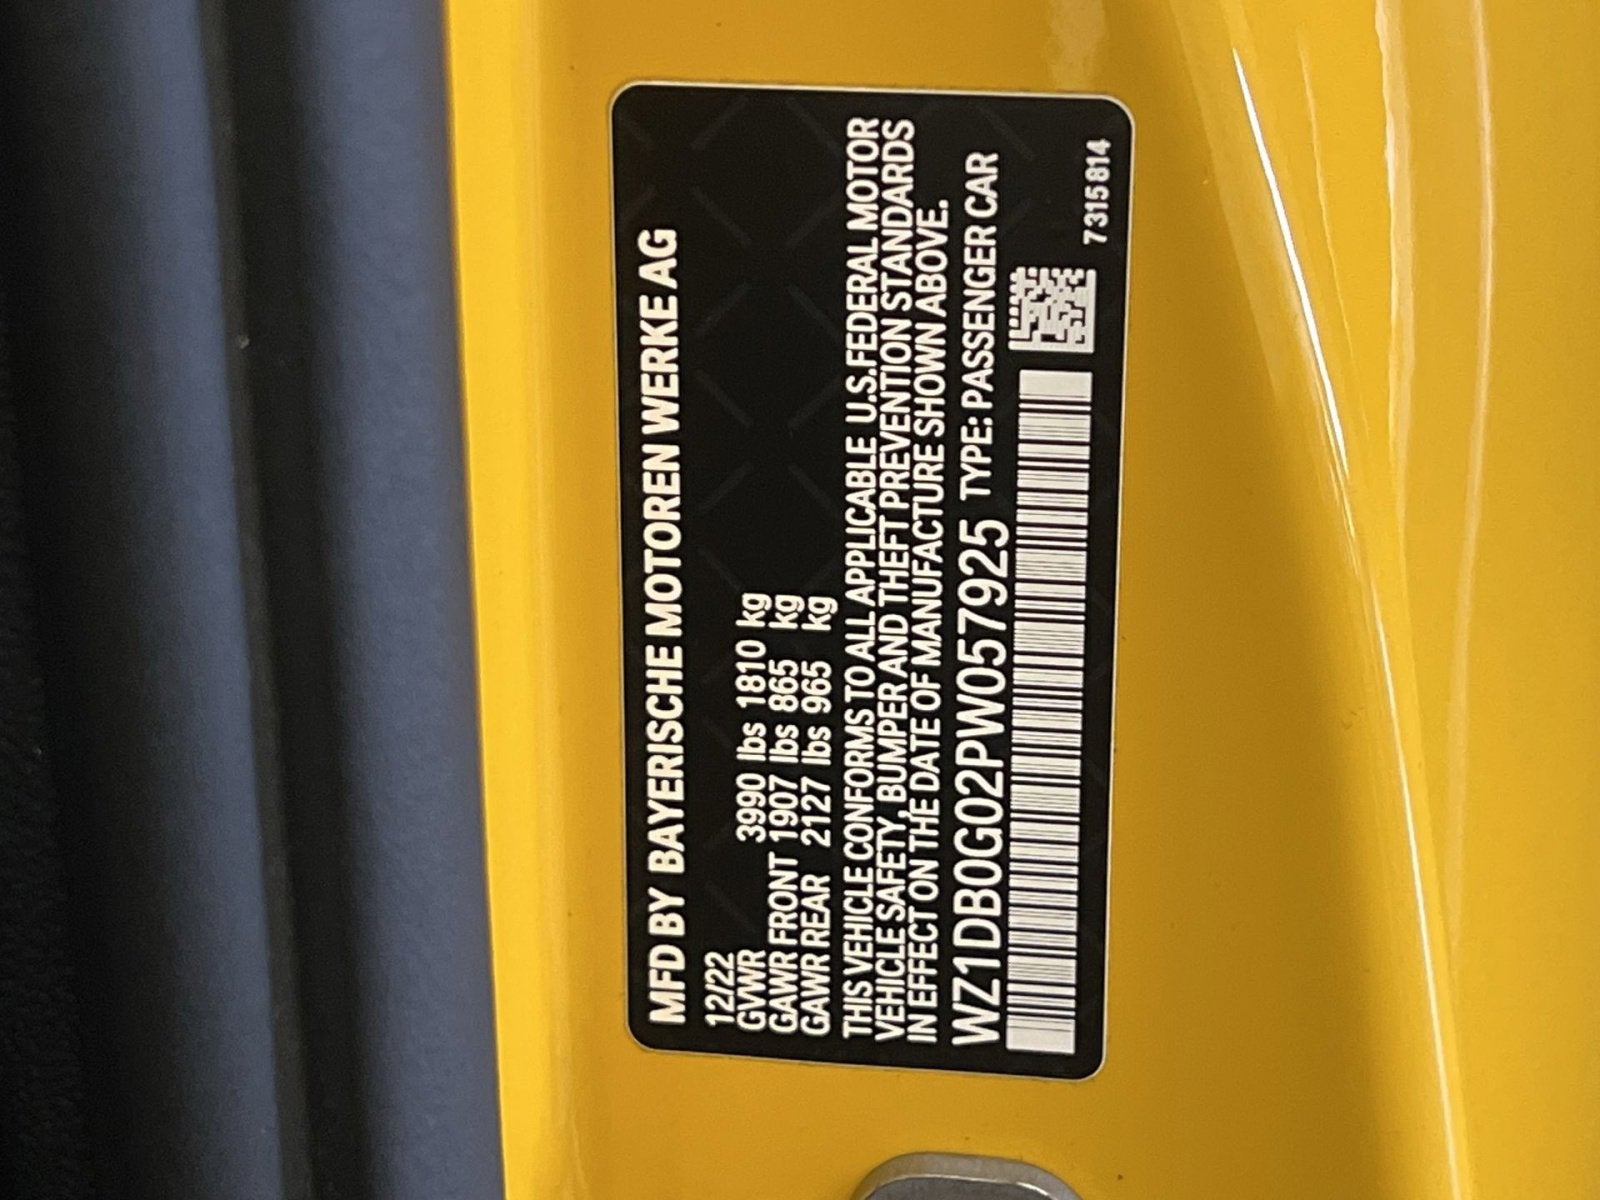 MFD BY BAYERISCHE MOTOREN WERKE AG
12/22
GVWR 3990 lbs 1810 kg
GAWR FRONT 1907 lbs 865 kg
GAWR REAR 2127 lbs 965 kg
THIS VEHICLE CONFORMS TO ALL APPLICABLE U.S.FEDERAL MOTOR
VEHICLE SAFETY, BUMPER AND THEFT PREVENTION STANDARDS
IN EFFECT ON THE DATE OF MANUFACTURE SHOWN ABOVE.
WZ1DB0G02PW057925 TYPE: PASSENGER CAR
7315814